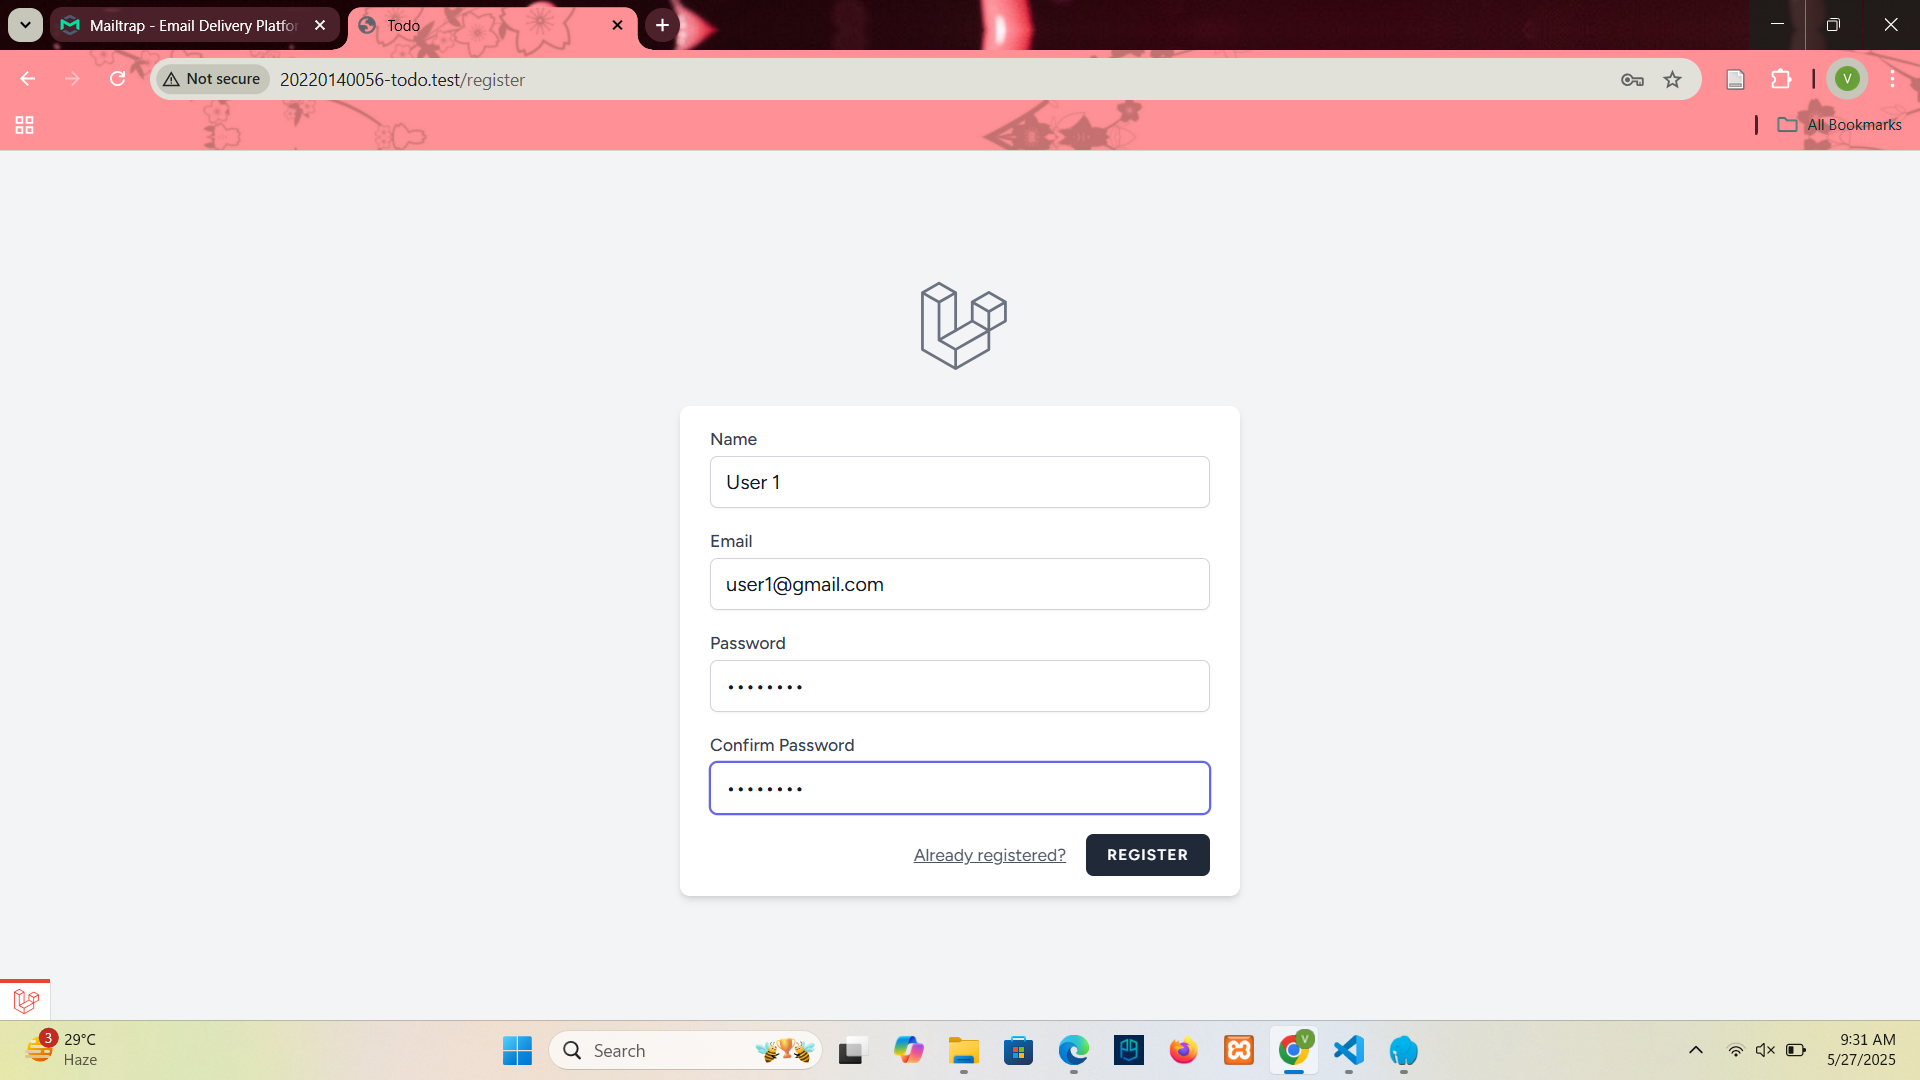 Mailtrap - Email Delivery Platfor
Todo
Not secure
20220140056-todo.test/register
V
All Bookmarks
Name
User 1
Email
user1@gmail.com
Password
••••••••
Confirm Password
••••••••
Already registered?
REGISTER
3
29°C
Haze
Search
V
9:31 AM
5/27/2025